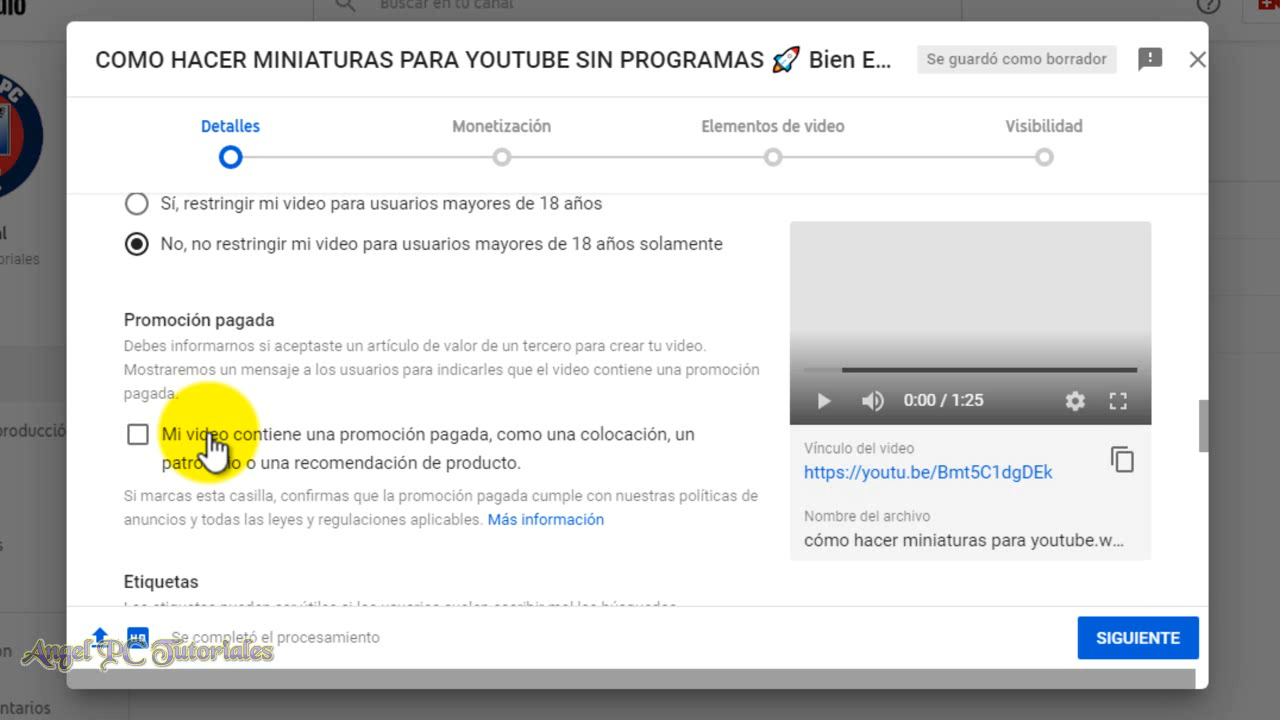 Buscar en tu canal
COMO HACER MINIATURAS PARA YOUTUBE SIN PROGRAMAS 🚀 Bien E...
Se guardó como borrador
Detalles
Monetización
Elementos de video
Visibilidad
Sí, restringir mi video para usuarios mayores de 18 años
No, no restringir mi video para usuarios mayores de 18 años solamente
Promoción pagada
Debes informarnos si aceptaste un artículo de valor de un tercero para crear tu video.
Mostraremos un mensaje a los usuarios para indicarles que el video contiene una promoción
pagada.
Mi video contiene una promoción pagada, como una colocación, un
o una recomendación de producto.
Si marcas esta casilla, confirmas que la promoción pagada cumple con nuestras políticas de
anuncios y todas las leyes y regulaciones aplicables. Más información
Etiquetas
0:00 / 1:25
Vínculo del video
https://youtu.be/Bmt5C1dgDEk
Nombre del archivo
cómo hacer miniaturas para youtube.w...
HQ
Se completó el procesamiento
SIGUIENTE
Angel PC Tutoriales
PC
oriales
producció
entarios